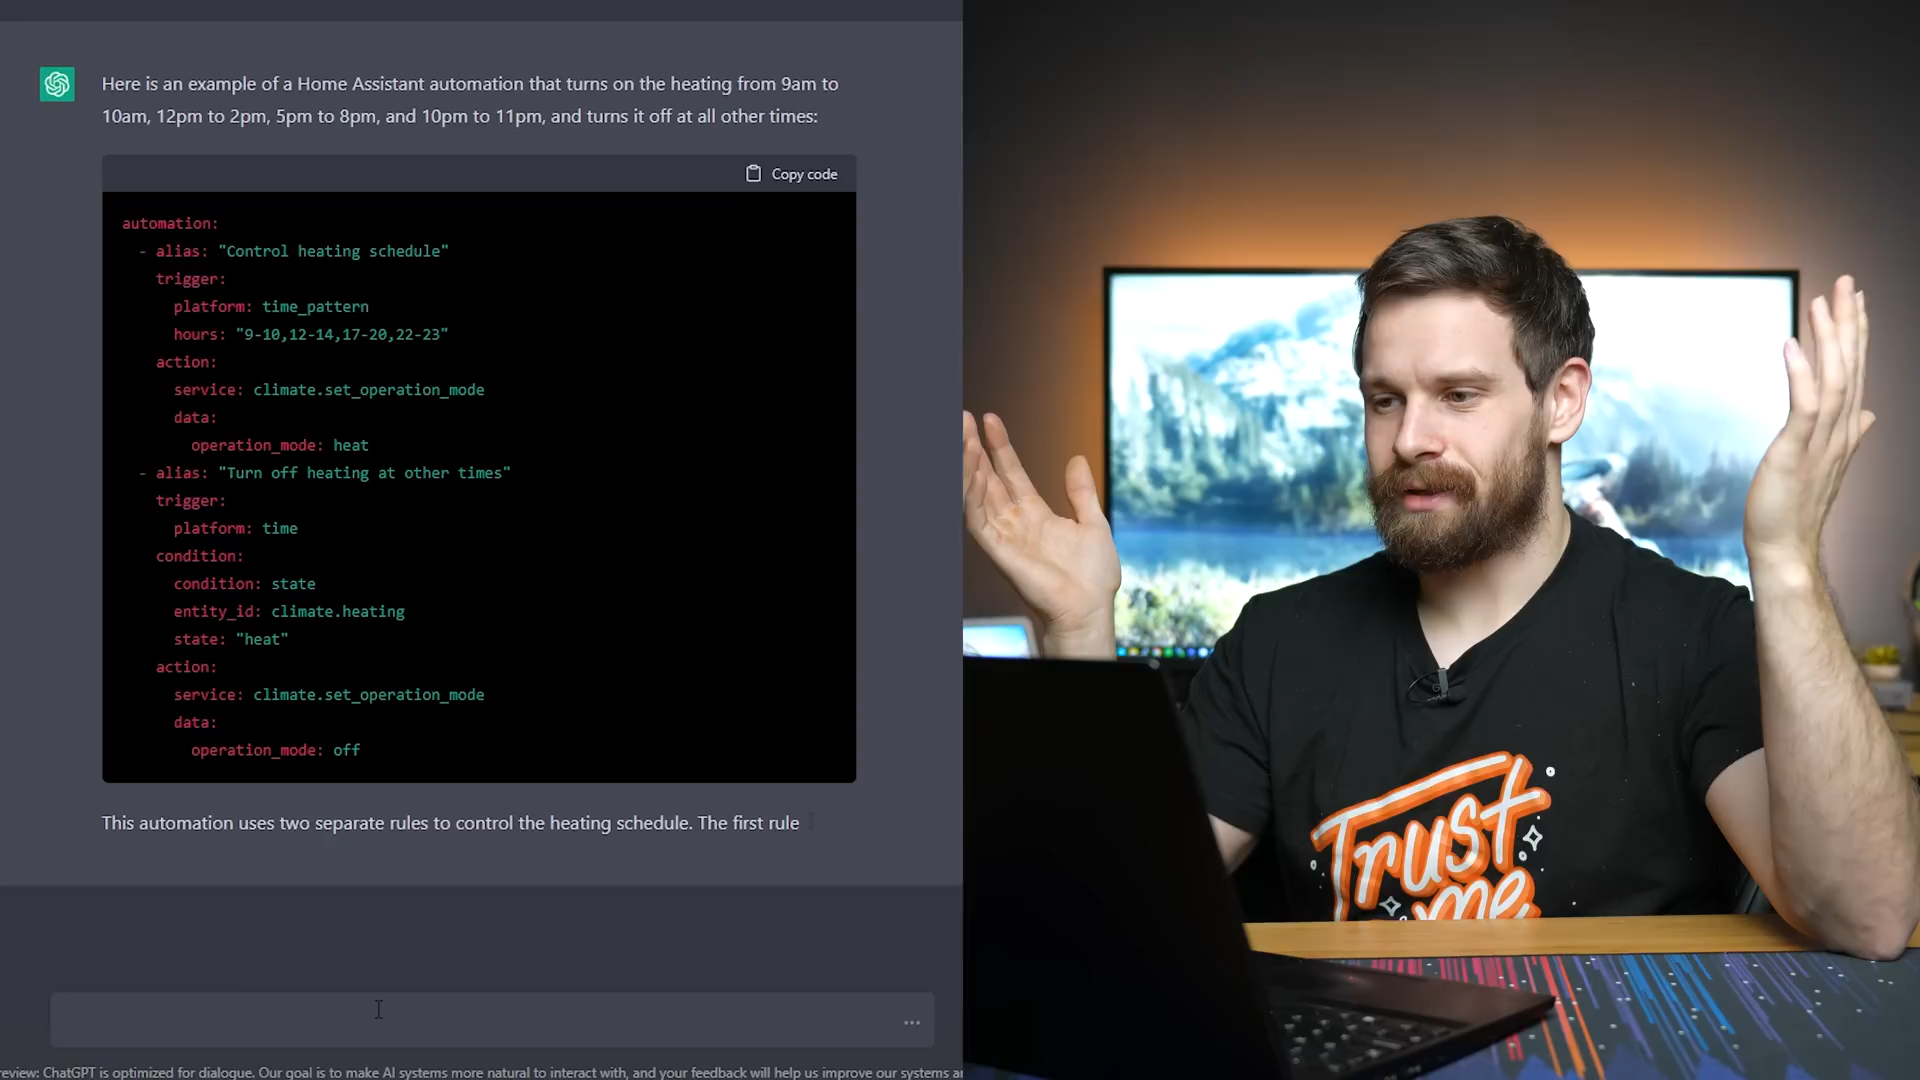 Here is an example of a Home Assistant automation that turns on the heating from 9am to
10am, 12pm to 2pm, 5pm to 8pm, and 10pm to 11pm, and turns it off at all other times:
Copy code
automation:
- alias: "Control heating schedule"
trigger:
platform: time_pattern
hours: "9-10,12-14,17-20,22-23"
action:
service: climate.set_operation_mode
data:
operation_mode: heat
- alias: "Turn off heating at other times"
trigger:
platform: time
condition:
condition: state
entity_id: climate.heating
state: "heat"
action:
service: climate.set_operation_mode
data:
operation_mode: off
This automation uses two separate rules to control the heating schedule. The first rule
eview: ChatGPT is optimized for dialogue. Our goal is to make AI systems more natural to interact with, and your feedback will help us improve our systems a
Trust
me